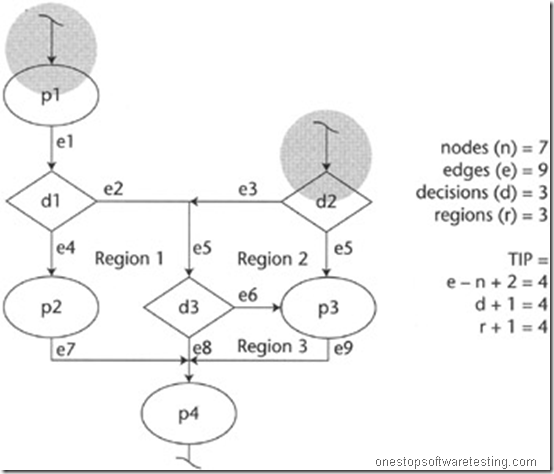 p1
e1
d1
e2
e3
d2
e4
Region 1
e5
Region 2
e5
p2
d3
e6
p3
e7
e8
Region 3
e9
p4
nodes (n) = 7
edges (e) = 9
decisions (d) = 3
regions (r) = 3
TIP =
e – n + 2 = 4
d + 1 = 4
r + 1 = 4
onestopsoftwaretesting.com